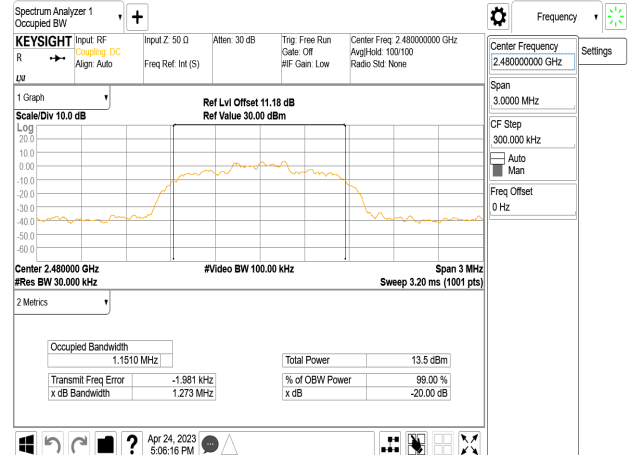 Spectrum Analyzer 1
Occupied BW
Frequency
KEYSIGHT
R
Input: RF
Coupling: DC
Align: Auto
Input Z: 50 Ω
Freq Ref: Int (S)
Atten: 30 dB
Trig: Free Run
Gate: Off
#IF Gain: Low
Center Freq: 2.480000000 GHz
Avg|Hold: 100/100
Radio Std: None
Center Frequency
2.480000000 GHz
Settings
Span
3.0000 MHz
CF Step
300.000 kHz
Auto
Man
Freq Offset
0 Hz
1 Graph
Scale/Div 10.0 dB
Ref Lvl Offset 11.18 dB
Ref Value 30.00 dBm
Log
20.0
10.0
0.00
-10.0
-20.0
-30.0
-40.0
-50.0
-60.0
Center 2.48000 GHz
#Video BW 100.00 kHz
Span 3 MHz
#Res BW 30.000 kHz
Sweep 3.20 ms (1001 pts)
2 Metrics
Occupied Bandwidth
1.1510 MHz
Transmit Freq Error -1.981 kHz
x dB Bandwidth 1.273 MHz
Total Power 13.5 dBm
% of OBW Power 99.00 %
x dB -20.00 dB
?
Apr 24, 2023
5:06:16 PM